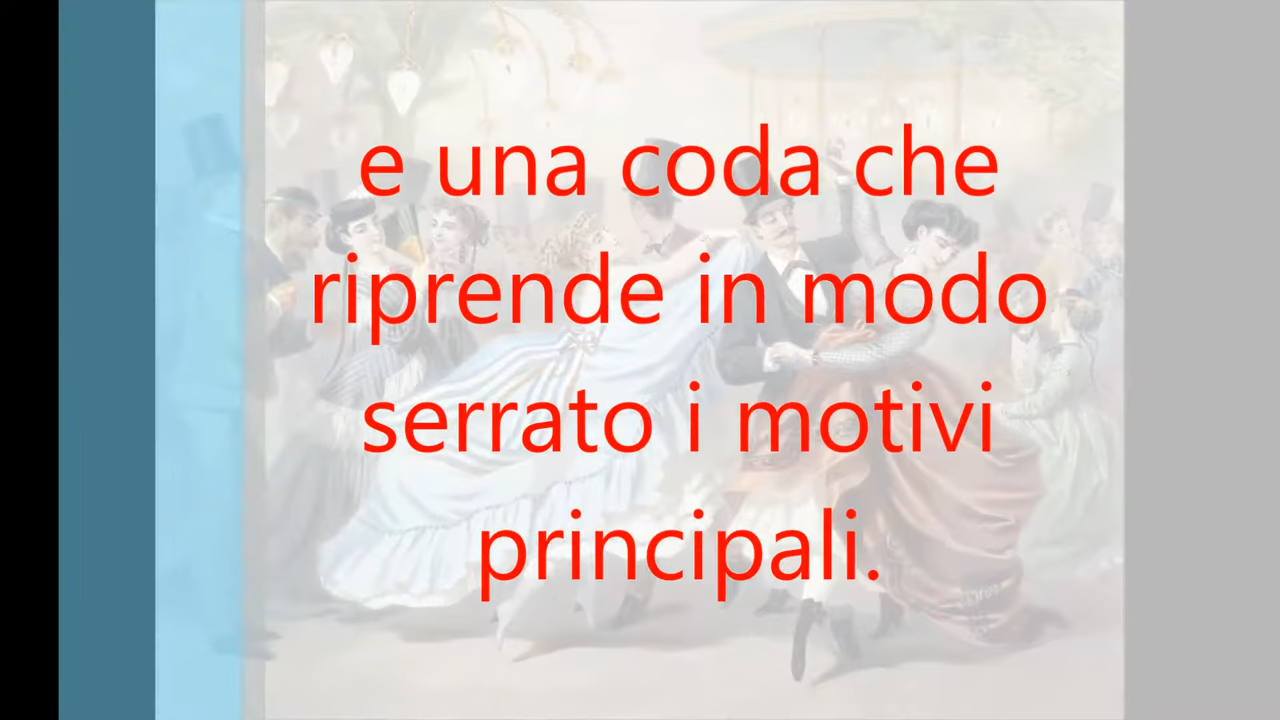 e una coda che
riprende in modo
serrato i motivi
principali.